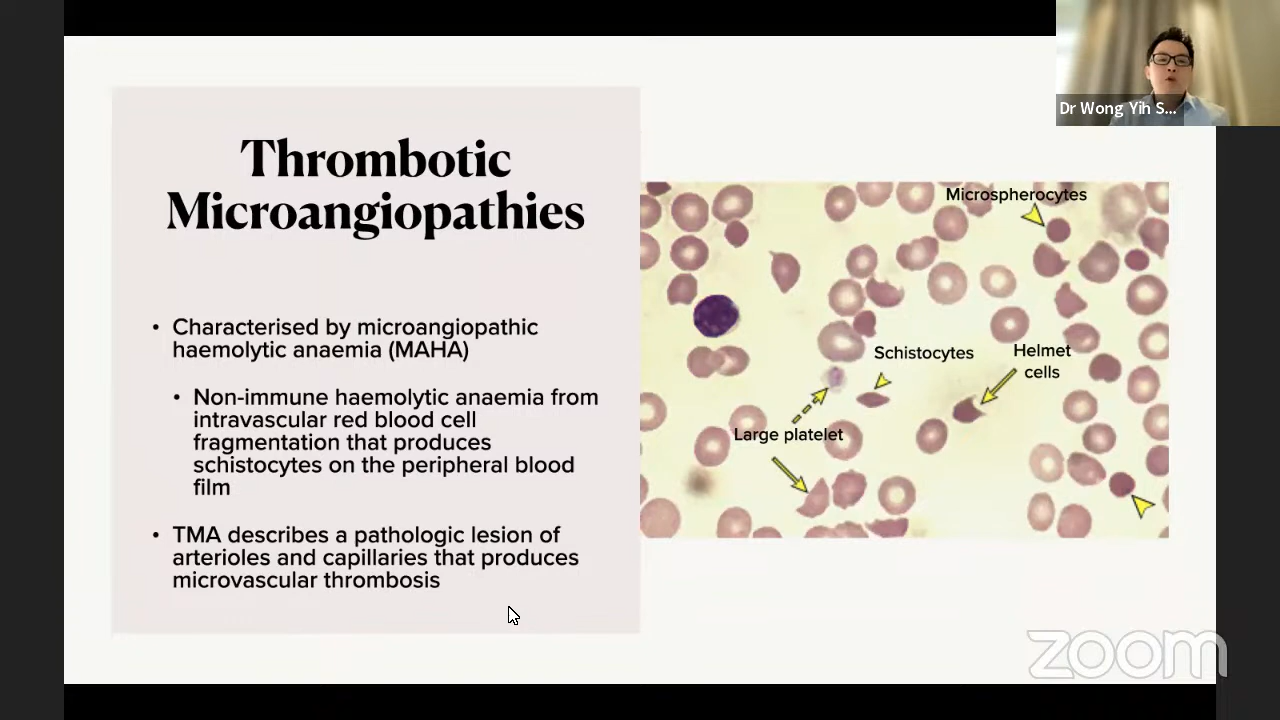 Dr Wong Yih S...
Thrombotic
Microangiopathies
• Characterised by microangiopathic
haemolytic anaemia (MAHA)
• Non-immune haemolytic anaemia from
intravascular red blood cell
fragmentation that produces
schistocytes on the peripheral blood
film
• TMA describes a pathologic lesion of
arterioles and capillaries that produces
microvascular thrombosis
Microspherocytes
Schistocytes
Helmet
cells
Large platelet
zoom